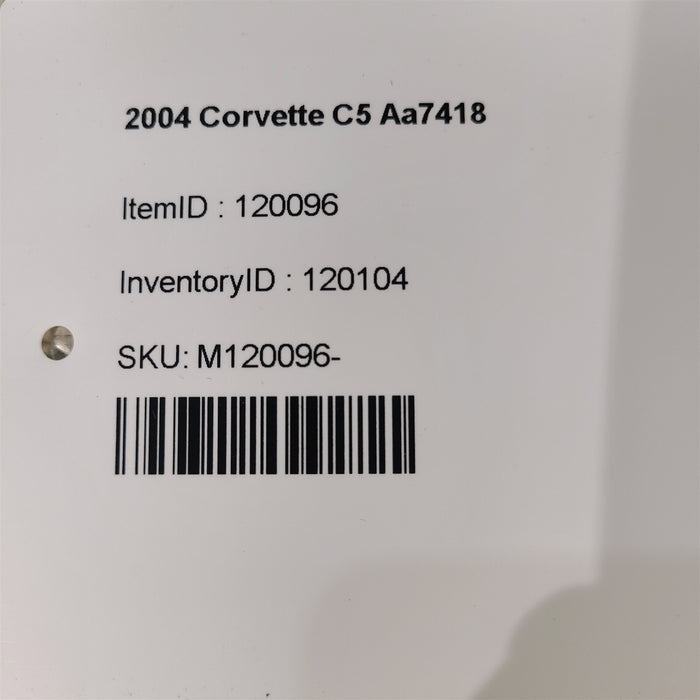 2004 Corvette C5 Aa7418
ItemID : 120096
InventoryID : 120104
SKU: M120096-